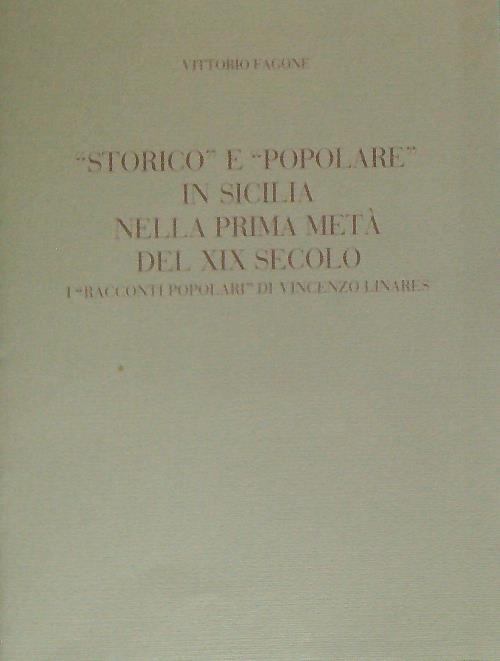 VITTORIO FAGONE
“STORICO” E “POPOLARE”
IN SICILIA
NELLA PRIMA METÀ
DEL XIX SECOLO
I “RACCONTI POPOLARI” DI VINCENZO LINARES